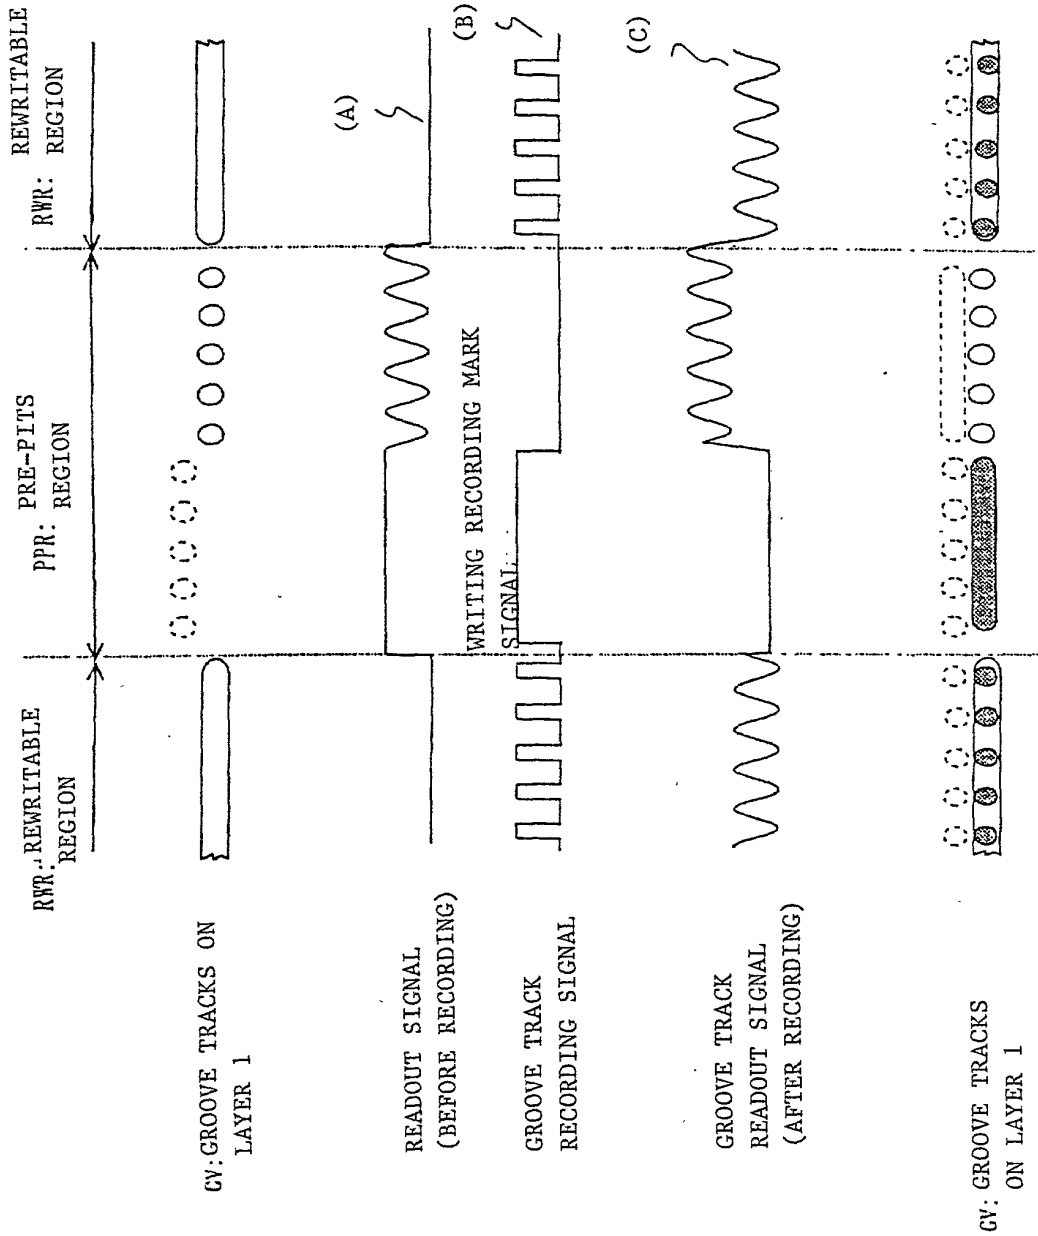 RWR: REWRITABLE
REGION
PPR: PRE-PITS
REGION
RWR: REWRITABLE
REGION
GV: GROOVE TRACKS ON
LAYER 1
READOUT SIGNAL
(BEFORE RECORDING)
(A)
WRITING RECORDING MARK
SIGNAL
GROOVE TRACK
RECORDING SIGNAL
(B)
GROOVE TRACK
READOUT SIGNAL
(AFTER RECORDING)
(C)
GV: GROOVE TRACKS
ON LAYER 1